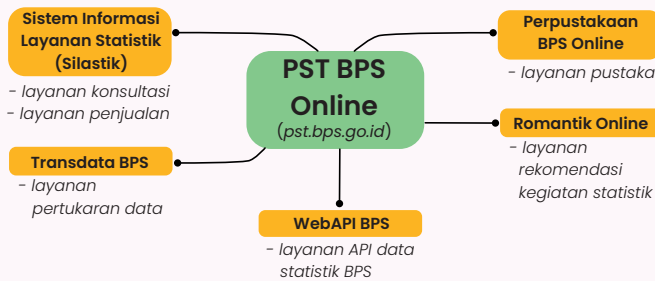 Sistem Informasi
Layanan Statistik
(Silastik)
- layanan konsultasi
- layanan penjualan
Transdata BPS
- layanan
pertukaran data
PST BPS
Online
(pst.bps.go.id)
WebAPI BPS
- layanan API data
statistik BPS
Perpustakaan
BPS Online
- layanan pustaka
Romantik Online
- layanan
rekomendasi
kegiatan statistik